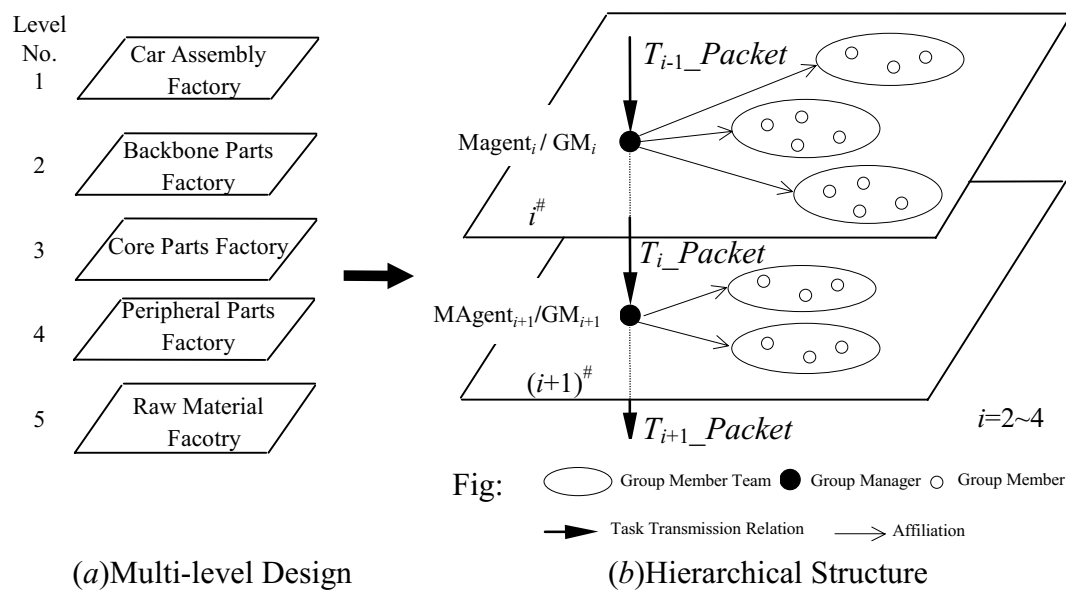 Level
No.
1
Car Assembly
Factory
2
Backbone Parts
Factory
3
Core Parts Factory
4
Peripheral Parts
Factory
5
Raw Material
Facotry
(a)Multi-level Design
T_{i-1}_Packet
Magent_i / GM_i
i^#
T_i_Packet
MAgent_{i+1}/GM_{i+1}
(i+1)^#
T_{i+1}_Packet
i=2~4
Fig:
Group Member Team
Group Manager
Group Member
Task Transmission Relation
Affiliation
(b)Hierarchical Structure